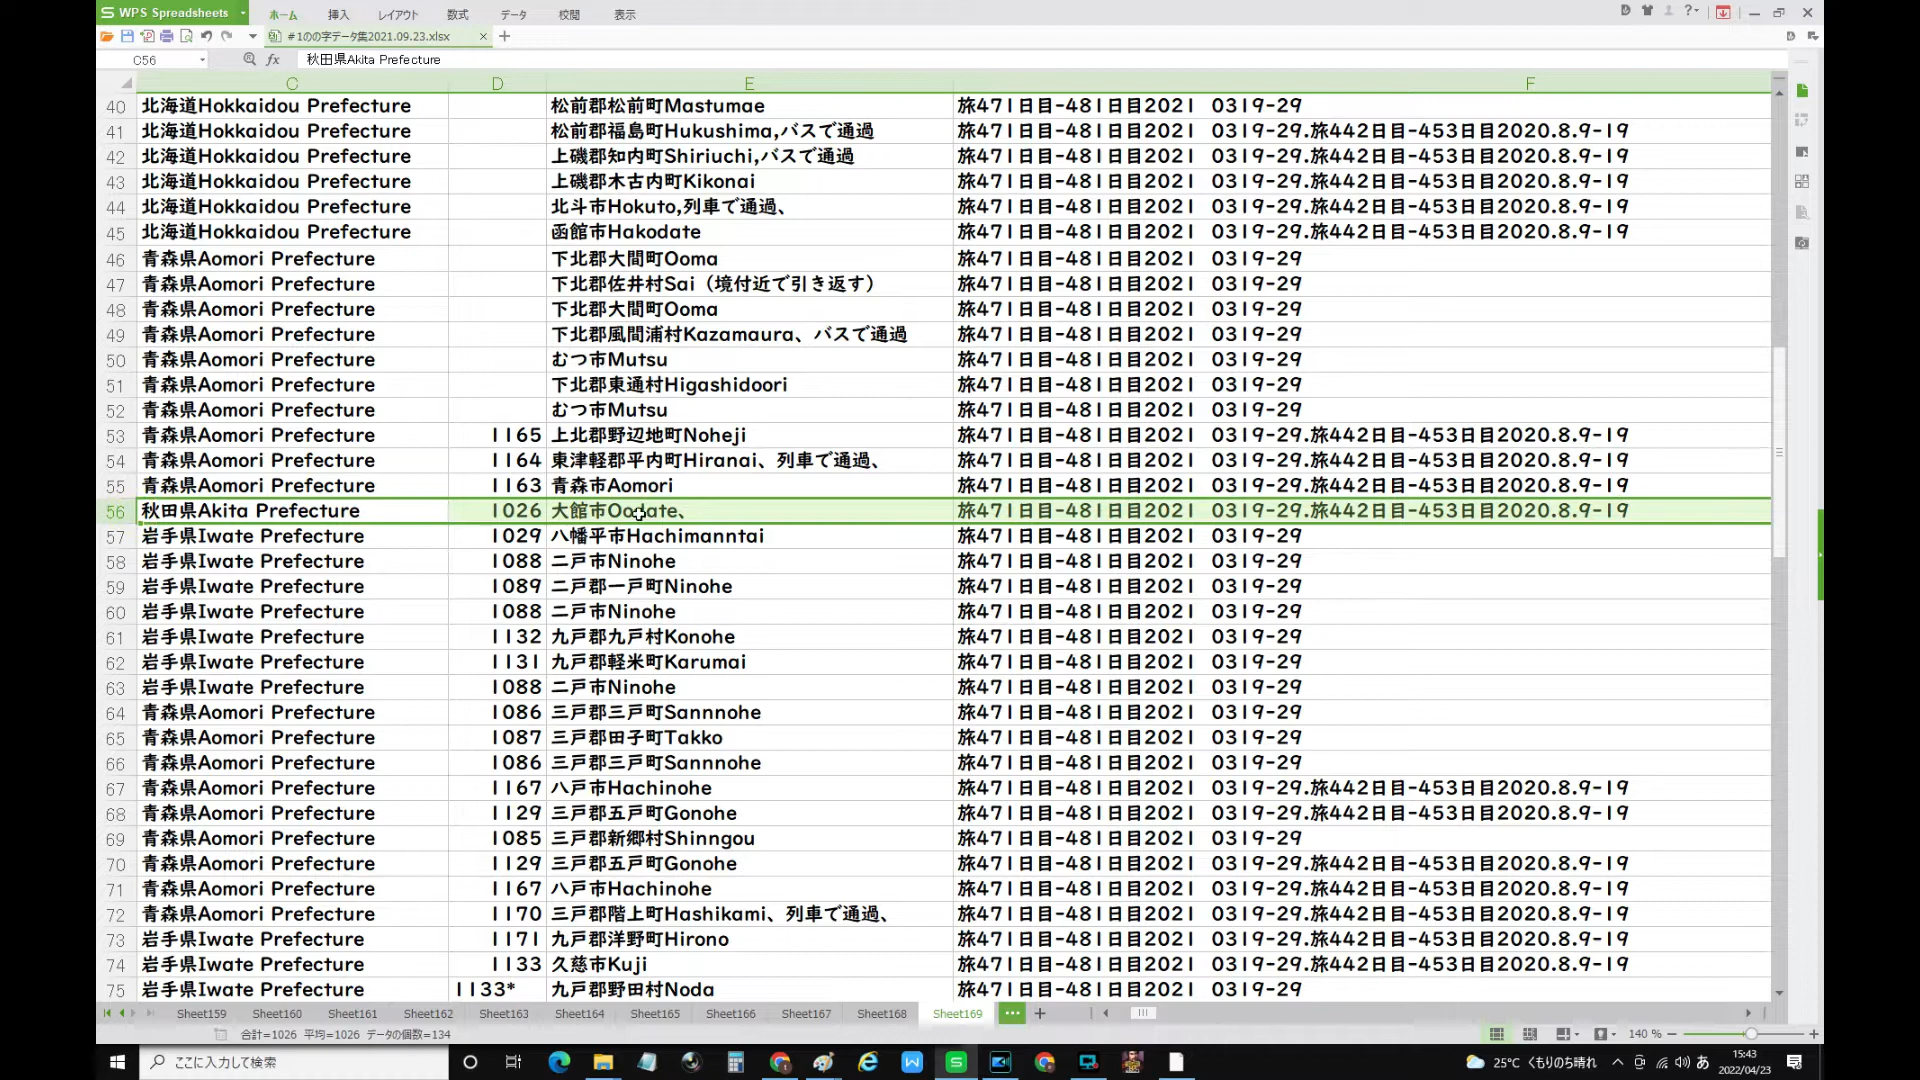 WPS Spreadsheets
ホーム 挿入 レイアウト 数式 データ 校閲 表示
#1のの字データ集2021.09.23.xlsx
C56 fx 秋田県Akita Prefecture
C D E F
40 北海道Hokkaidou Prefecture 松前郡松前町Mastumae 旅471日目-481日目2021 0319-29
41 北海道Hokkaidou Prefecture 松前郡福島町Hukushima,バスで通過 旅471日目-481日目2021 0319-29.旅442日目-453日目2020.8.9-19
42 北海道Hokkaidou Prefecture 上磯郡知内町Shiriuchi,バスで通過 旅471日目-481日目2021 0319-29.旅442日目-453日目2020.8.9-19
43 北海道Hokkaidou Prefecture 上磯郡木古内町Kikonai 旅471日目-481日目2021 0319-29.旅442日目-453日目2020.8.9-19
44 北海道Hokkaidou Prefecture 北斗市Hokuto,列車で通過、 旅471日目-481日目2021 0319-29.旅442日目-453日目2020.8.9-19
45 北海道Hokkaidou Prefecture 函館市Hakodate 旅471日目-481日目2021 0319-29.旅442日目-453日目2020.8.9-19
46 青森県Aomori Prefecture 下北郡大間町Ooma 旅471日目-481日目2021 0319-29
47 青森県Aomori Prefecture 下北郡佐井村Sai（境付近で引き返す） 旅471日目-481日目2021 0319-29
48 青森県Aomori Prefecture 下北郡大間町Ooma 旅471日目-481日目2021 0319-29
49 青森県Aomori Prefecture 下北郡風間浦村Kazamaura、バスで通過 旅471日目-481日目2021 0319-29
50 青森県Aomori Prefecture むつ市Mutsu 旅471日目-481日目2021 0319-29
51 青森県Aomori Prefecture 下北郡東通村Higashidoori 旅471日目-481日目2021 0319-29
52 青森県Aomori Prefecture むつ市Mutsu 旅471日目-481日目2021 0319-29
53 青森県Aomori Prefecture 1165 上北郡野辺地町Noheji 旅471日目-481日目2021 0319-29.旅442日目-453日目2020.8.9-19
54 青森県Aomori Prefecture 1164 東津軽郡平内町Hiranai、列車で通過、 旅471日目-481日目2021 0319-29.旅442日目-453日目2020.8.9-19
55 青森県Aomori Prefecture 1163 青森市Aomori 旅471日目-481日目2021 0319-29.旅442日目-453日目2020.8.9-19
56 秋田県Akita Prefecture 1026 大館市Oodate、 旅471日目-481日目2021 0319-29.旅442日目-453日目2020.8.9-19
57 岩手県Iwate Prefecture 1029 八幡平市Hachimanntai 旅471日目-481日目2021 0319-29
58 岩手県Iwate Prefecture 1088 二戸市Ninohe 旅471日目-481日目2021 0319-29
59 岩手県Iwate Prefecture 1089 二戸郡一戸町Ninohe 旅471日目-481日目2021 0319-29
60 岩手県Iwate Prefecture 1088 二戸市Ninohe 旅471日目-481日目2021 0319-29
61 岩手県Iwate Prefecture 1132 九戸郡九戸村Konohe 旅471日目-481日目2021 0319-29
62 岩手県Iwate Prefecture 1131 九戸郡軽米町Karumai 旅471日目-481日目2021 0319-29
63 岩手県Iwate Prefecture 1088 二戸市Ninohe 旅471日目-481日目2021 0319-29
64 青森県Aomori Prefecture 1086 三戸郡三戸町Sannnohe 旅471日目-481日目2021 0319-29
65 青森県Aomori Prefecture 1087 三戸郡田子町Takko 旅471日目-481日目2021 0319-29
66 青森県Aomori Prefecture 1086 三戸郡三戸町Sannnohe 旅471日目-481日目2021 0319-29
67 青森県Aomori Prefecture 1167 八戸市Hachinohe 旅471日目-481日目2021 0319-29.旅442日目-453日目2020.8.9-19
68 青森県Aomori Prefecture 1129 三戸郡五戸町Gonohe 旅471日目-481日目2021 0319-29.旅442日目-453日目2020.8.9-19
69 青森県Aomori Prefecture 1085 三戸郡新郷村Shinngou 旅471日目-481日目2021 0319-29
70 青森県Aomori Prefecture 1129 三戸郡五戸町Gonohe 旅471日目-481日目2021 0319-29.旅442日目-453日目2020.8.9-19
71 青森県Aomori Prefecture 1167 八戸市Hachinohe 旅471日目-481日目2021 0319-29.旅442日目-453日目2020.8.9-19
72 青森県Aomori Prefecture 1170 三戸郡階上町Hashikami、列車で通過、 旅471日目-481日目2021 0319-29.旅442日目-453日目2020.8.9-19
73 岩手県Iwate Prefecture 1171 九戸郡洋野町Hirono 旅471日目-481日目2021 0319-29.旅442日目-453日目2020.8.9-19
74 岩手県Iwate Prefecture 1133 久慈市Kuji 旅471日目-481日目2021 0319-29.旅442日目-453日目2020.8.9-19
75 岩手県Iwate Prefecture 1133* 九戸郡野田村Noda 旅471日目-481日目2021 0319-29
Sheet159 Sheet160 Sheet161 Sheet162 Sheet163 Sheet164 Sheet165 Sheet166 Sheet167 Sheet168 Sheet169
合計=1026 平均=1026 データの個数=134 140 %
ここに入力して検索 25°C くもりのち晴れ あ 15:43
2022/04/23